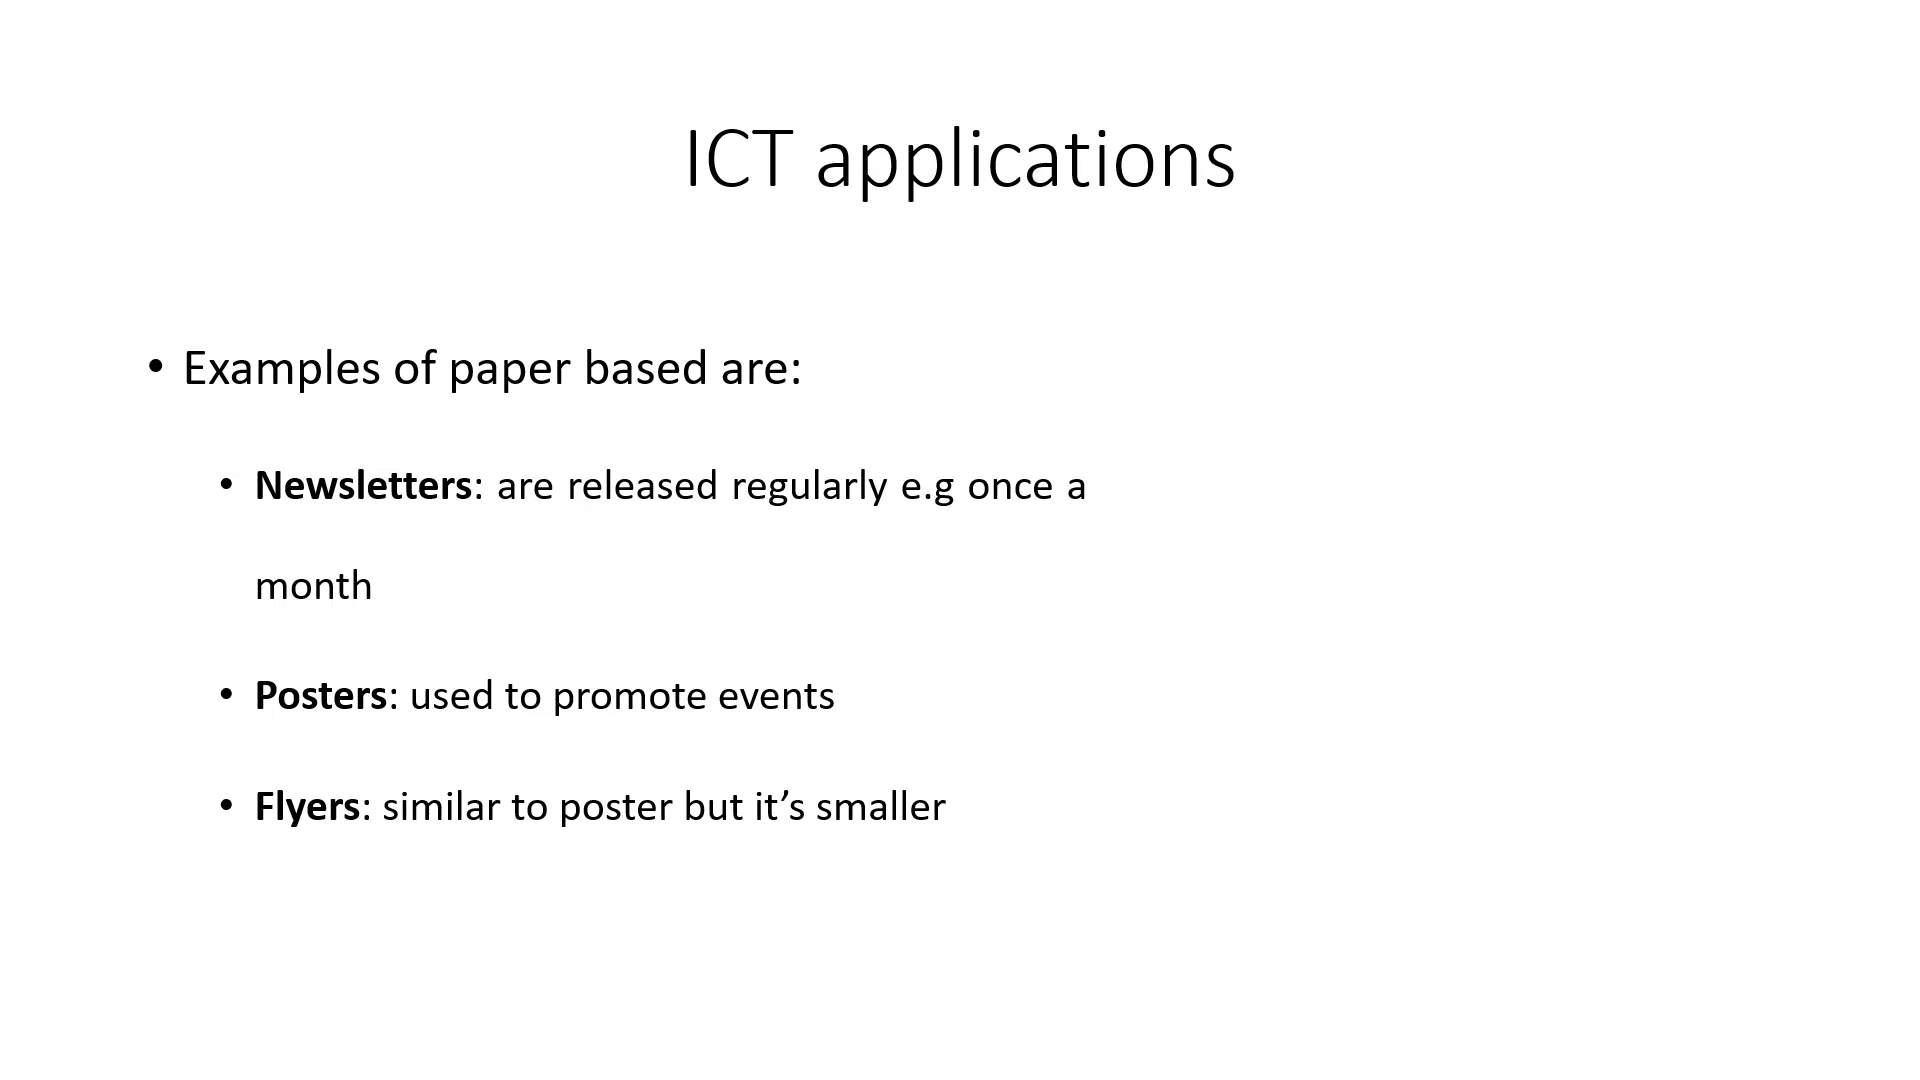 ICT applications
• Examples of paper based are:
• Newsletters: are released regularly e.g once a
month
• Posters: used to promote events
• Flyers: similar to poster but it’s smaller